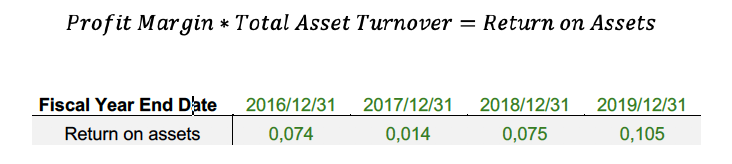 Profit Margin * Total Asset Turnover = Return on Assets
Fiscal Year End Date 2016/12/31 2017/12/31 2018/12/31 2019/12/31
Return on assets 0,074 0,014 0,075 0,105